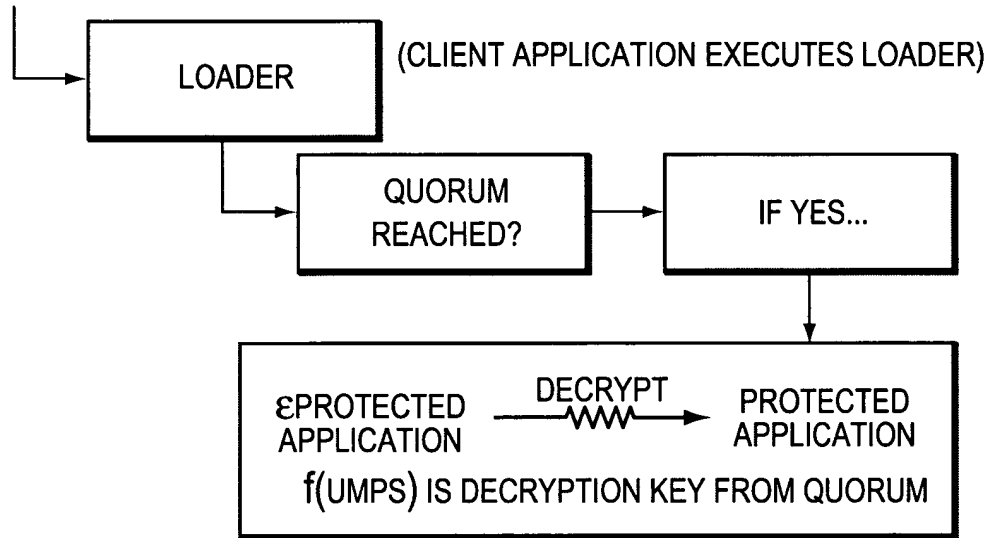 LOADER
(CLIENT APPLICATION EXECUTES LOADER)
QUORUM
REACHED?
IF YES...
εPROTECTED
APPLICATION
DECRYPT
PROTECTED
APPLICATION
f(UMPS) IS DECRYPTION KEY FROM QUORUM